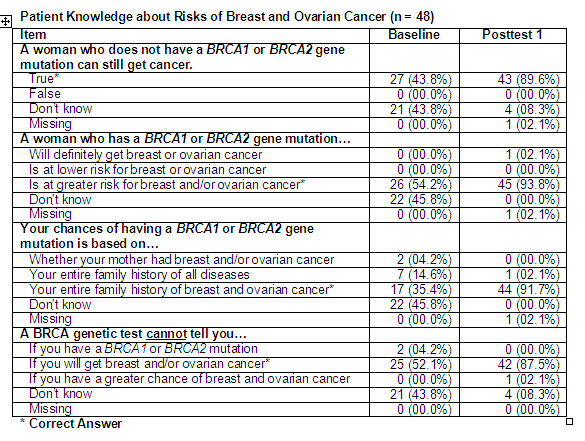 Patient Knowledge about Risks of Breast and Ovarian Cancer (n = 48)
Item Baseline Posttest 1
A woman who does not have a BRCA1 or BRCA2 gene
mutation can still get cancer.
True* 27 (43.8%) 43 (89.6%)
False 0 (00.0%) 0 (00.0%)
Don't know 21 (43.8%) 4 (08.3%)
Missing 0 (00.0%) 1 (02.1%)
A woman who has a BRCA1 or BRCA2 gene mutation…
Will definitely get breast or ovarian cancer 0 (00.0%) 1 (02.1%)
Is at lower risk for breast or ovarian cancer 0 (00.0%) 0 (00.0%)
Is at greater risk for breast and/or ovarian cancer* 26 (54.2%) 45 (93.8%)
Don't know 22 (45.8%) 0 (00.0%)
Missing 0 (00.0%) 1 (02.1%)
Your chances of having a BRCA1 or BRCA2 gene
mutation is based on…
Whether your mother had breast and/or ovarian cancer 2 (04.2%) 0 (00.0%)
Your entire family history of all diseases 7 (14.6%) 1 (02.1%)
Your entire family history of breast and ovarian cancer* 17 (35.4%) 44 (91.7%)
Don't know 22 (45.8%) 0 (00.0%)
Missing 0 (00.0%) 1 (02.1%)
A BRCA genetic test cannot tell you…
If you have a BRCA1 or BRCA2 mutation 2 (04.2%) 0 (00.0%)
If you will get breast and/or ovarian cancer* 25 (52.1%) 42 (87.5%)
If you have a greater chance of breast and ovarian cancer 0 (00.0%) 1 (02.1%)
Don't know 21 (43.8%) 4 (08.3%)
Missing 0 (00.0%) 0 (00.0%)
* Correct Answer